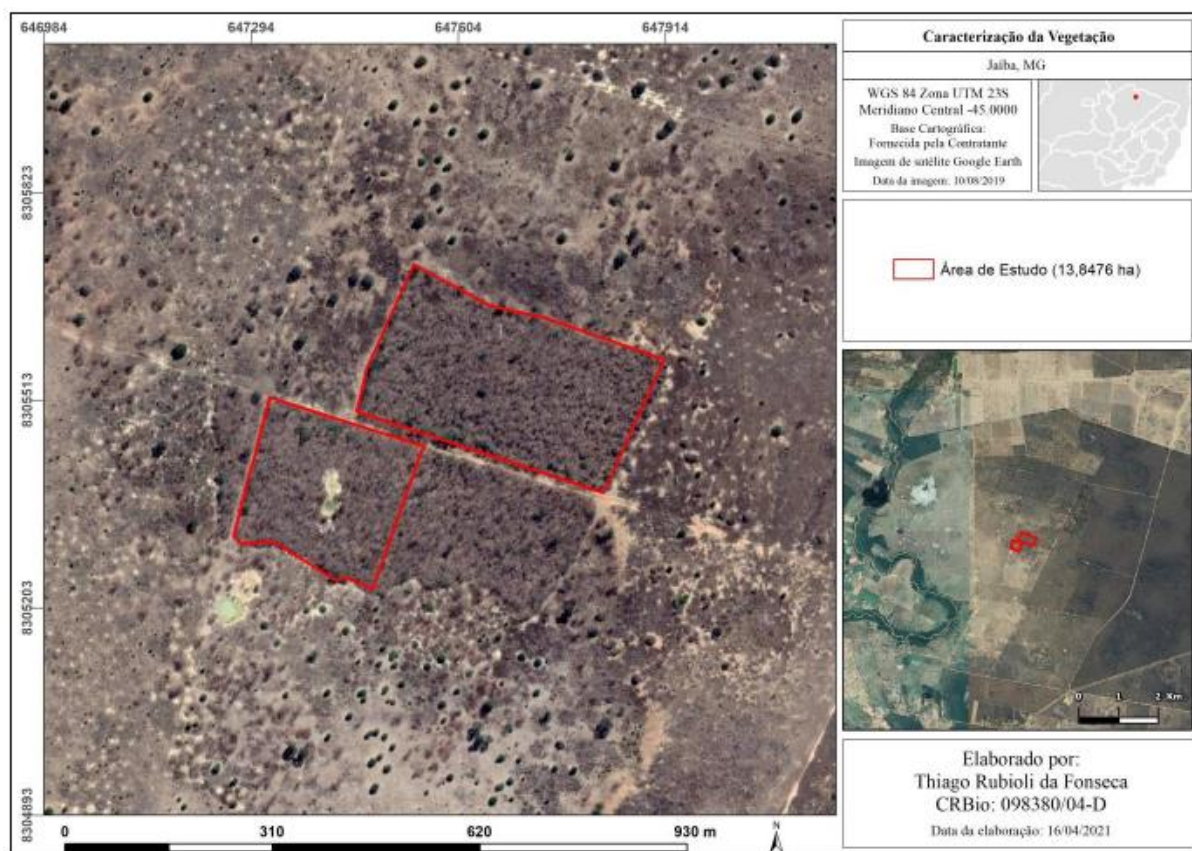 646984
647294
647604
647914
8305823
8305513
8305203
8304893
0
310
620
930 m
N
Caracterização da Vegetação
Jaíba, MG
WGS 84 Zona UTM 23S
Meridiano Central -45.0000
Base Cartográfica:
Fornecida pela Contratante
Imagem de satélite Google Earth
Data da imagem: 10/08/2019
Área de Estudo (13,8476 ha)
0 1 2 Km
Elaborado por:
Thiago Rubioli da Fonseca
CRBio: 098380/04-D
Data da elaboração: 16/04/2021